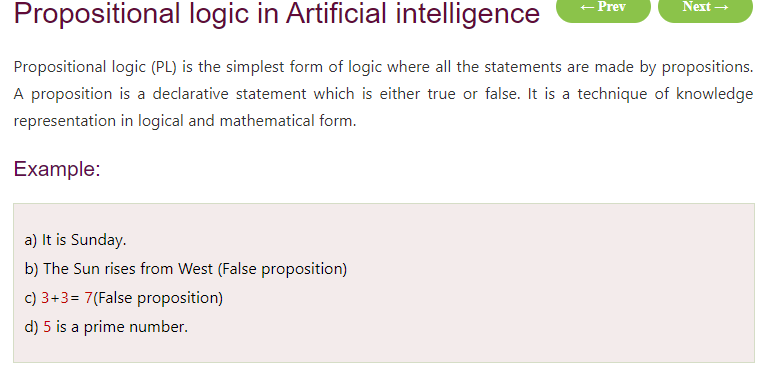 Propositional logic in Artificial intelligence
← Prev
Next →
Propositional logic (PL) is the simplest form of logic where all the statements are made by propositions.
A proposition is a declarative statement which is either true or false. It is a technique of knowledge
representation in logical and mathematical form.
Example:
a) It is Sunday.
b) The Sun rises from West (False proposition)
c) 3+3= 7(False proposition)
d) 5 is a prime number.